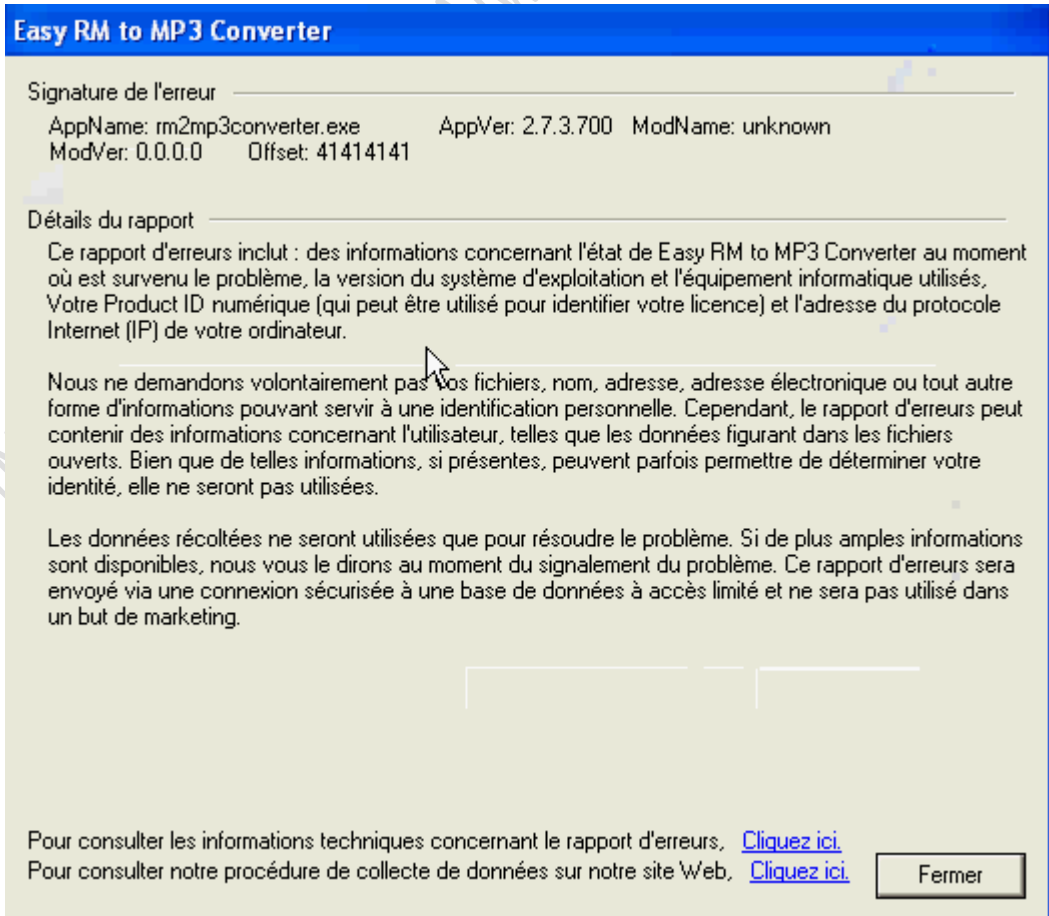 Easy RM to MP3 Converter
Signature de l'erreur
AppName: rm2mp3converter.exe AppVer: 2.7.3.700 ModName: unknown
ModVer: 0.0.0.0 Offset: 41414141
Détails du rapport
Ce rapport d'erreurs inclut : des informations concernant l'état de Easy RM to MP3 Converter au moment
où est survenu le problème, la version du système d'exploitation et l'équipement informatique utilisés,
Votre Product ID numérique (qui peut être utilisé pour identifier votre licence) et l'adresse du protocole
Internet (IP) de votre ordinateur.
Nous ne demandons volontairement pas vos fichiers, nom, adresse, adresse électronique ou tout autre
forme d'informations pouvant servir à une identification personnelle. Cependant, le rapport d'erreurs peut
contenir des informations concernant l'utilisateur, telles que les données figurant dans les fichiers
ouverts. Bien que de telles informations, si présentes, peuvent parfois permettre de déterminer votre
identité, elle ne seront pas utilisées.
Les données récoltées ne seront utilisées que pour résoudre le problème. Si de plus amples informations
sont disponibles, nous vous le dirons au moment du signalement du problème. Ce rapport d'erreurs sera
envoyé via une connexion sécurisée à une base de données à accès limité et ne sera pas utilisé dans
un but de marketing.
Pour consulter les informations techniques concernant le rapport d'erreurs, Cliquez ici.
Pour consulter notre procédure de collecte de données sur notre site Web, Cliquez ici.
Fermer